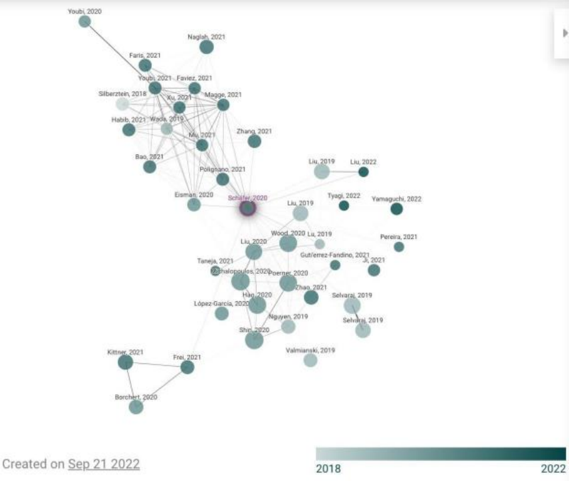 Youbi, 2020
Naglah, 2021
Faris, 2021
Youbi, 2021 Faviez, 2021
Silberztein, 2018
Xu, 2021
Magge, 2021
Habib, 2021
Wada, 2019
Mu, 2021
Zhang, 2021
Bao, 2021
Liu, 2019
Liu, 2022
Polignano, 2021
Eisman, 2020
Schäfer, 2020
Tyagi, 2022
Yamaguchi, 2022
Liu, 2019
Wood, 2020
Lu, 2019
Pereira, 2021
Liu, 2020
Gutiérrez-Fandino, 2021
Taneja, 2021
Ji, 2021
Poerner, 2020
Zhao, 2021
Hao, 2020
Selvaraj, 2019
López-García, 2020
Nguyen, 2019
Selvaraj, 2019
Shin, 2020
Kittner, 2021
Frei, 2021
Valmianski, 2019
Borchert, 2020
Created on Sep 21 2022
2018
2022